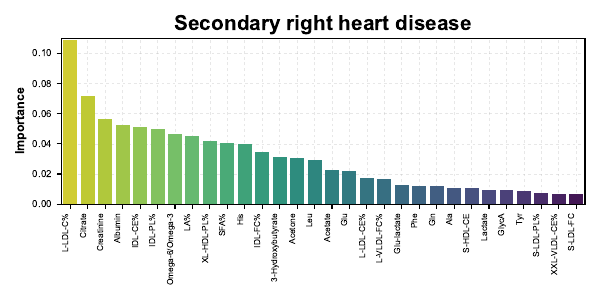 Secondary right heart disease
Importance
0.10
0.08
0.06
0.04
0.02
0.00
L-LDL-C%
Citrate
Creatinine
Albumin
IDL-CE%
IDL-PL%
Omega-6/Omega-3
LA%
XL-HDL-PL%
SFA%
His
IDL-FC%
3-Hydroxybutyrate
Acetone
Leu
Acetate
Glu
L-LDL-CE%
L-VLDL-FC%
Glu-lactate
Phe
Gln
Ala
S-HDL-CE
Lactate
GlycA
Tyr
S-LDL-PL%
XXL-VLDL-CE%
S-LDL-FC